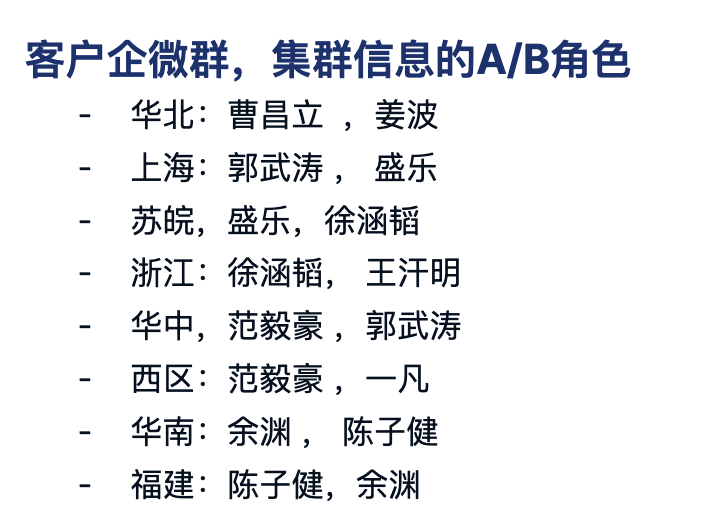 客户企微群，集群信息的A/B角色
- 华北：曹昌立 ，姜波
- 上海：郭武涛 ， 盛乐
- 苏皖，盛乐，徐涵韬
- 浙江：徐涵韬， 王汗明
- 华中，范毅豪 ，郭武涛
- 西区：范毅豪 ，一凡
- 华南：余渊 ， 陈子健
- 福建：陈子健，余渊